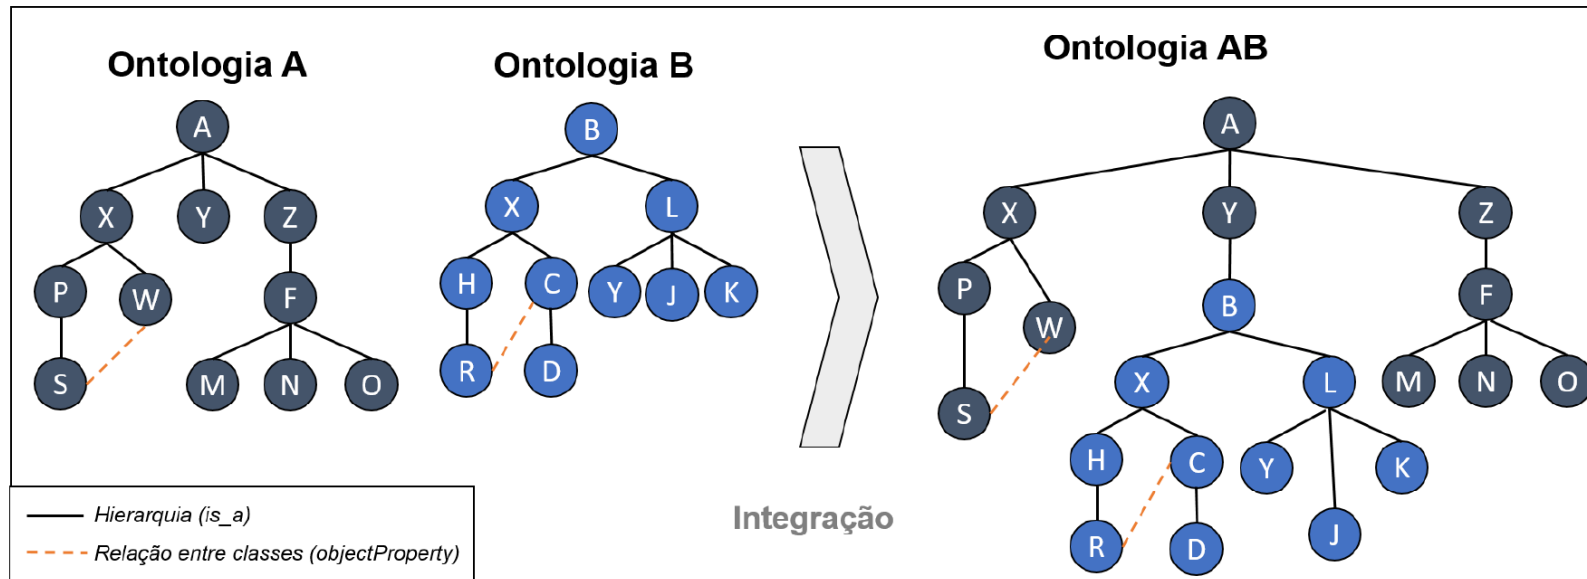 Ontologia A
A
X Y Z
P W F
S M N O
Ontologia B
B
X L
H C Y J K
R D
Integração
Ontologia AB
A
X Y Z
P W B F
S X L M N O
H C Y K
R D J
Hierarquia (is_a)
Relação entre classes (objectProperty)